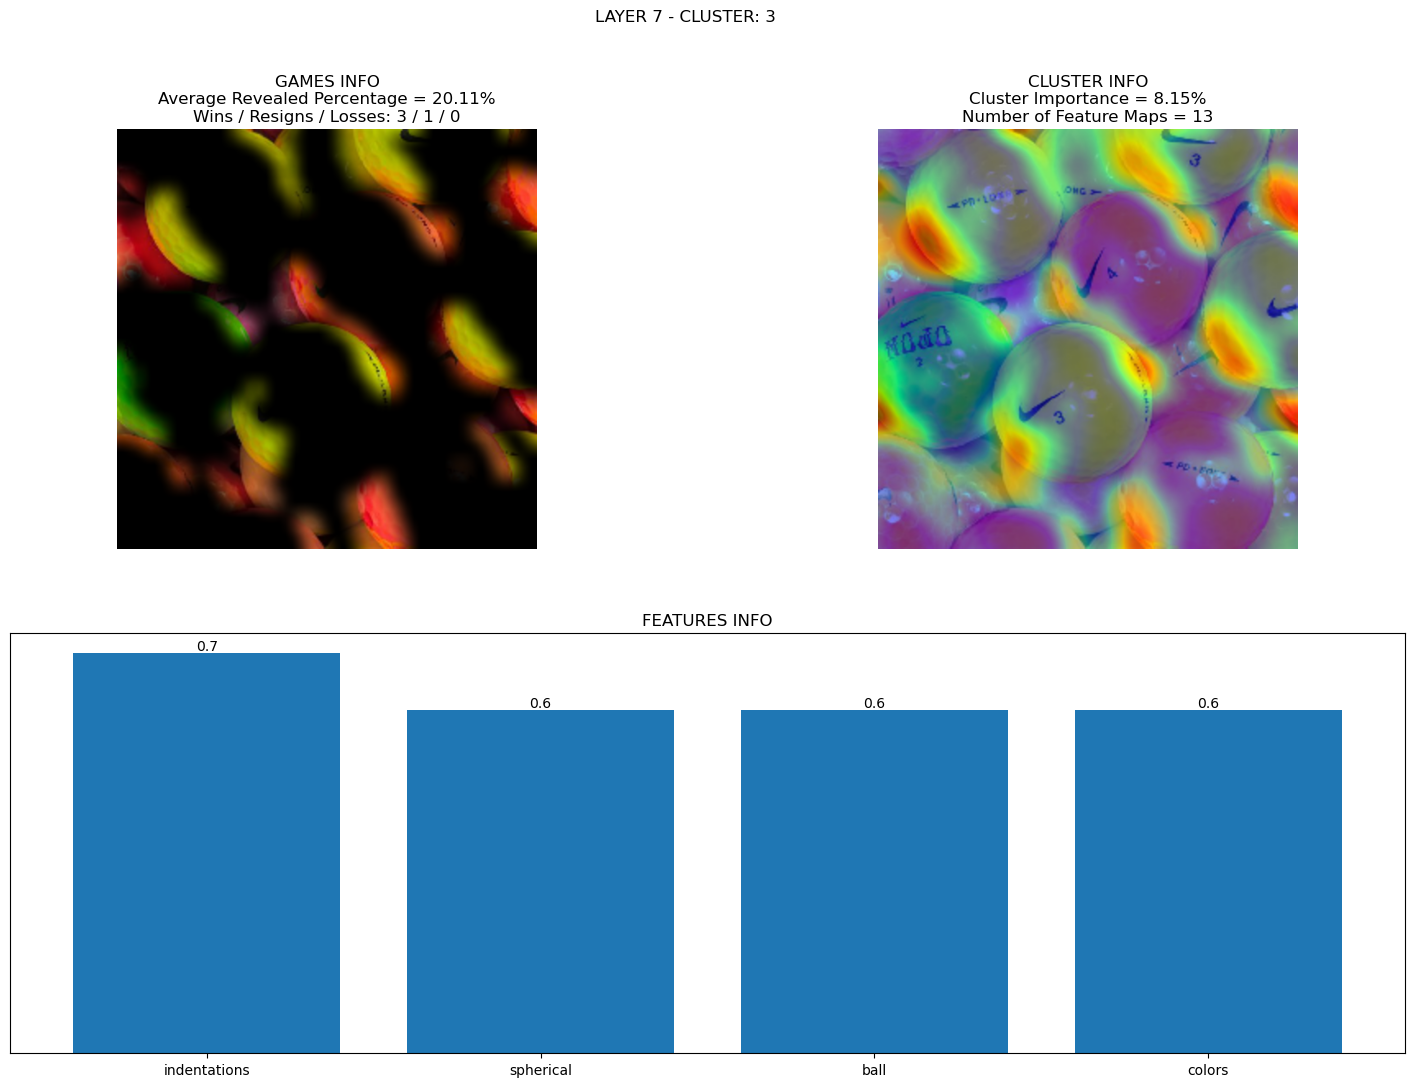 LAYER 7 - CLUSTER: 3
GAMES INFO
Average Revealed Percentage = 20.11%
Wins / Resigns / Losses: 3 / 1 / 0
CLUSTER INFO
Cluster Importance = 8.15%
Number of Feature Maps = 13
3
4
2
3
FEATURES INFO
0.7
0.6
0.6
0.6
indentations
spherical
ball
colors